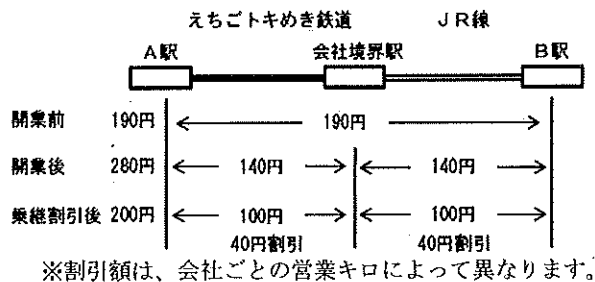 えちごトキめき鉄道 ＪＲ線
Ａ駅 会社境界駅 Ｂ駅
開業前 190円 190円
開業後 280円 140円 140円
乗継割引後 200円 100円 100円
40円割引 40円割引
※割引額は、会社ごとの営業キロによって異なります。